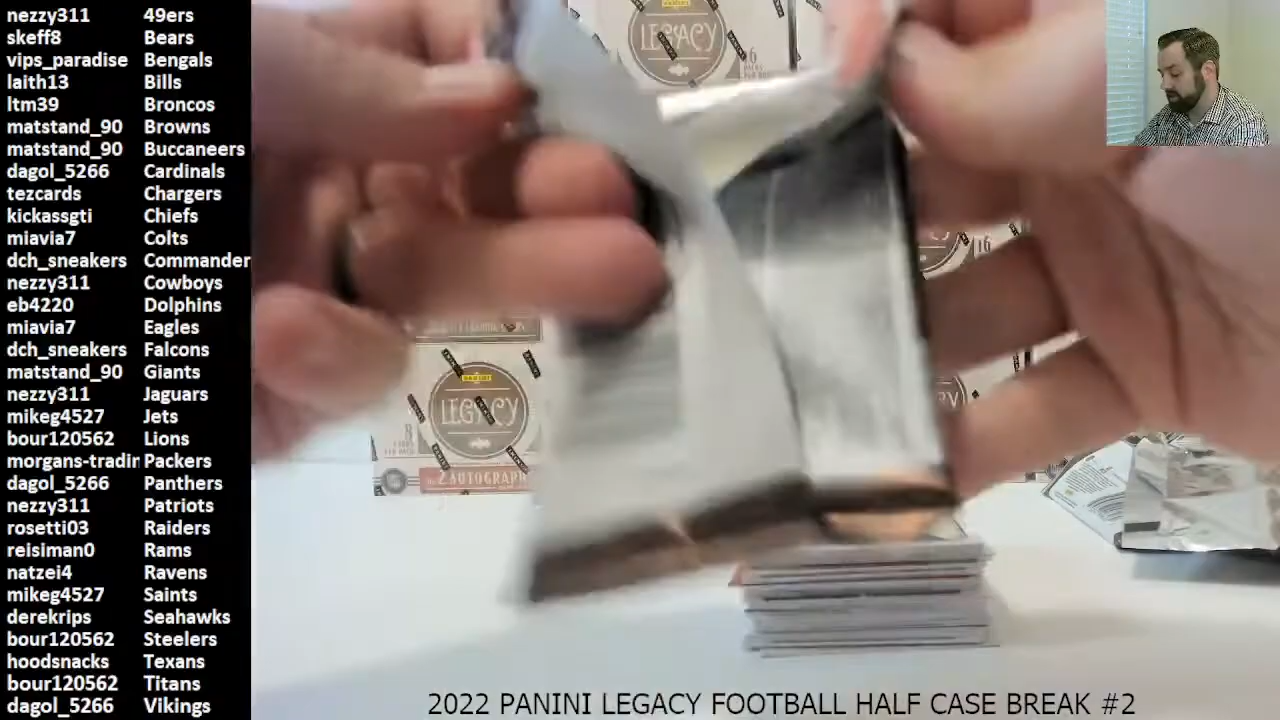 nezzy311 49ers
skeff8 Bears
vips_paradise Bengals
laith13 Bills
ltm39 Broncos
matstand_90 Browns
matstand_90 Buccaneers
dagol_5266 Cardinals
tezcards Chargers
kickassgti Chiefs
miavia7 Colts
dch_sneakers Commander
nezzy311 Cowboys
eb4220 Dolphins
miavia7 Eagles
dch_sneakers Falcons
matstand_90 Giants
nezzy311 Jaguars
mikeg4527 Jets
bour120562 Lions
morgans-tradin Packers
dagol_5266 Panthers
nezzy311 Patriots
rosetti03 Raiders
reisiman0 Rams
natzei4 Ravens
mikeg4527 Saints
derekrips Seahawks
bour120562 Steelers
hoodsnacks Texans
bour120562 Titans
dagol_5266 Vikings
LEGACY
6
16
LEGACY
8
2 AUTOGRAPH
2022 PANINI LEGACY FOOTBALL HALF CASE BREAK #2